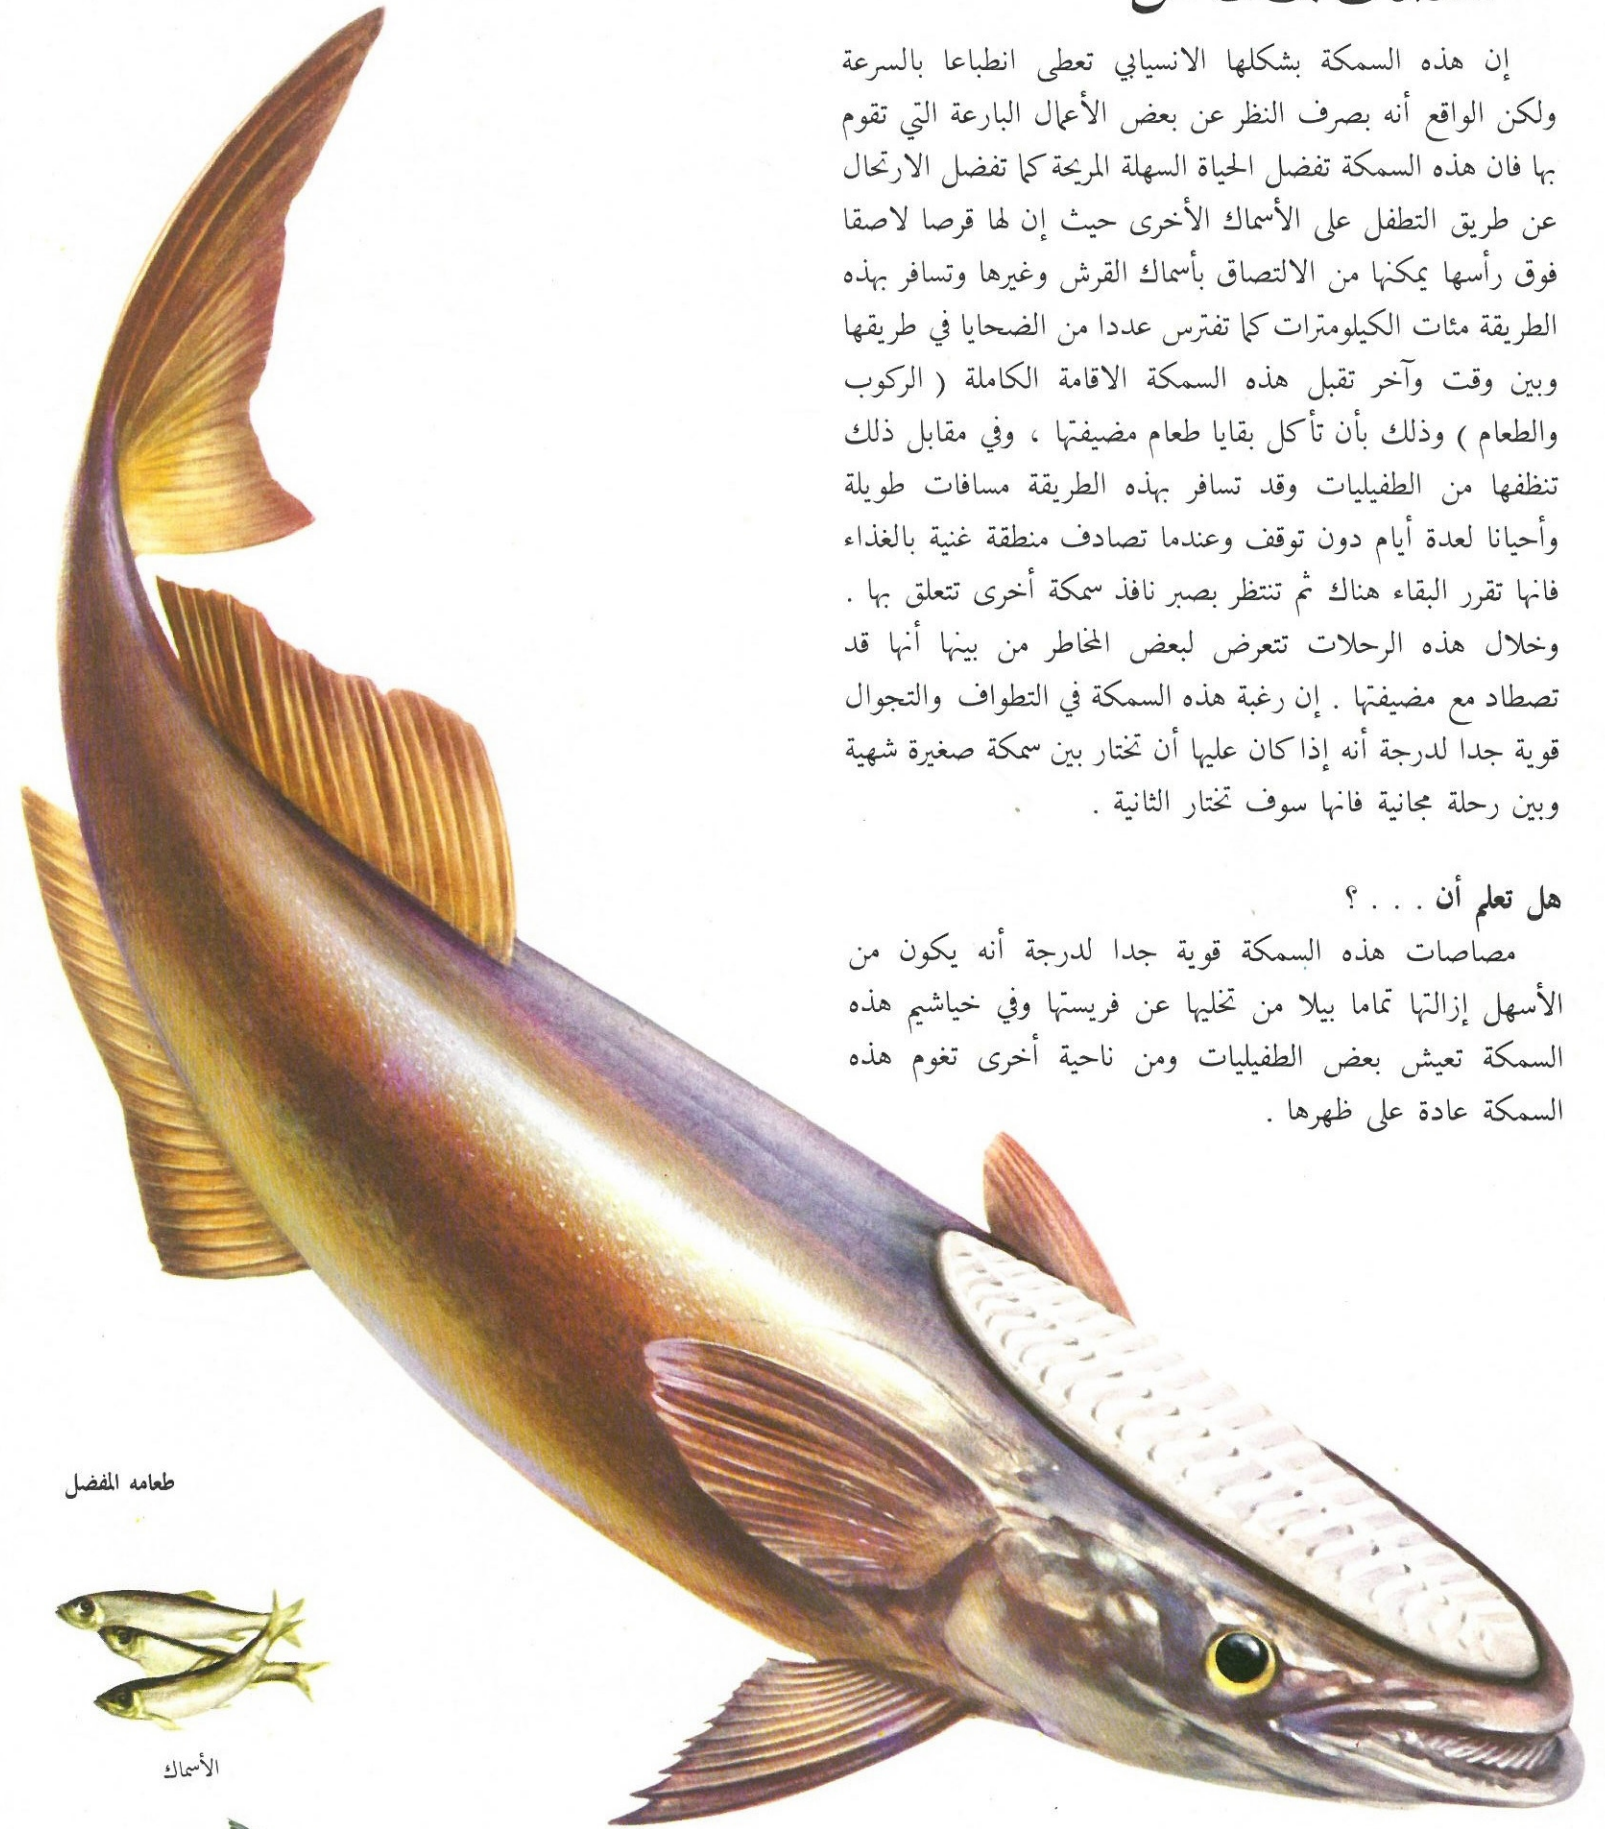 إن هذه السمكة بشكلها الانسيابي تعطى انطباعا بالسرعة
ولكن الواقع أنه بصرف النظر عن بعض الأعمال البارعة التي تقوم
بها فان هذه السمكة تفضل الحياة السهلة المريحة كما تفضل الارتحال
عن طريق التطفل على الأسماك الأخرى حيث إن لها قرصا لاصقا
فوق رأسها يمكنها من الالتصاق بأسماك القرش وغيرها وتسافر بهذه
الطريقة مئات الكيلومترات كما تفترس عددا من الضحايا في طريقها
وبين وقت وآخر تقبل هذه السمكة الاقامة الكاملة ( الركوب
والطعام ) وذلك بأن تأكل بقايا طعام مضيفتها ، وفي مقابل ذلك
تنظفها من الطفيليات وقد تسافر بهذه الطريقة مسافات طويلة
وأحيانا لعدة أيام دون توقف وعندما تصادف منطقة غنية بالغذاء
فانها تقرر البقاء هناك ثم تنتظر بصبر نافذ سمكة أخرى تتعلق بها .
وخلال هذه الرحلات تتعرض لبعض المخاطر من بينها أنها قد
تصطاد مع مضيفتها . إن رغبة هذه السمكة في التطواف والتجوال
قوية جدا لدرجة أنه إذا كان عليها أن تختار بين سمكة صغيرة شهية
وبين رحلة مجانية فانها سوف تختار الثانية .
هل تعلم أن . . . ؟
مصاصات هذه السمكة قوية جدا لدرجة أنه يكون من
الأسهل إزالتها تماما بيلا من تخليها عن فريستها وفي خياشيم هذه
السمكة تعيش بعض الطفيليات ومن ناحية أخرى تغوم هذه
السمكة عادة على ظهرها .
طعامه المفضل
الأسماك